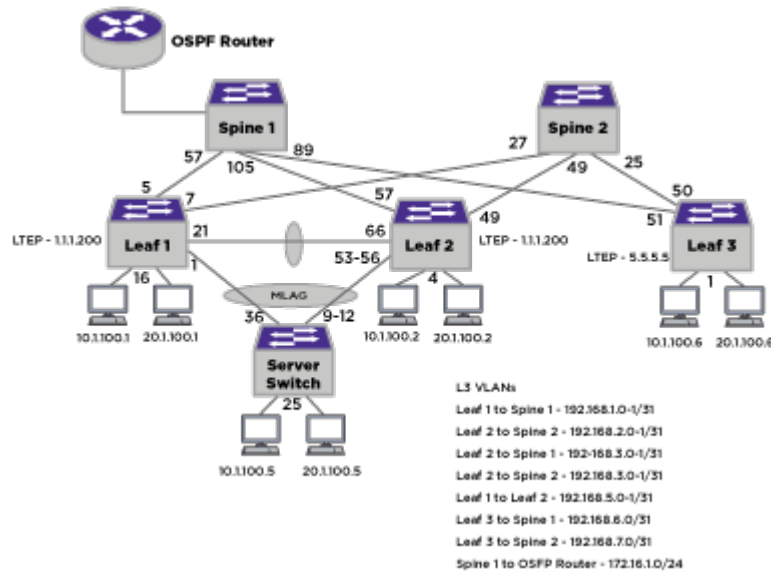 OSPF Router
Spine 1
Spine 2
57
105
89
27
49
25
5
7
57
49
50
51
LTEP - 1.1.1.200
Leaf 1
21
66
Leaf 2
LTEP - 1.1.1.200
Leaf 3
16
1
53-56
4
LTEP - 5.5.5.5
1
MLAG
10.1.100.1
20.1.100.1
36
9-12
10.1.100.2
20.1.100.2
10.1.100.6
20.1.100.6
Server
Switch
25
10.1.100.5
20.1.100.5
L3 VLANs
Leaf 1 to Spine 1 - 192.168.1.0-1/31
Leaf 2 to Spine 2 - 192.168.2.0-1/31
Leaf 2 to Spine 1 - 192-168.3.0-1/31
Leaf 2 to Spine 2 - 192.168.3.0-1/31
Leaf 1 to Leaf 2 - 192.168.5.0-1/31
Leaf 3 to Spine 1 - 192.168.6.0/31
Leaf 3 to Spine 2 - 192.168.7.0/31
Spine 1 to OSFP Router - 172.16.1.0/24